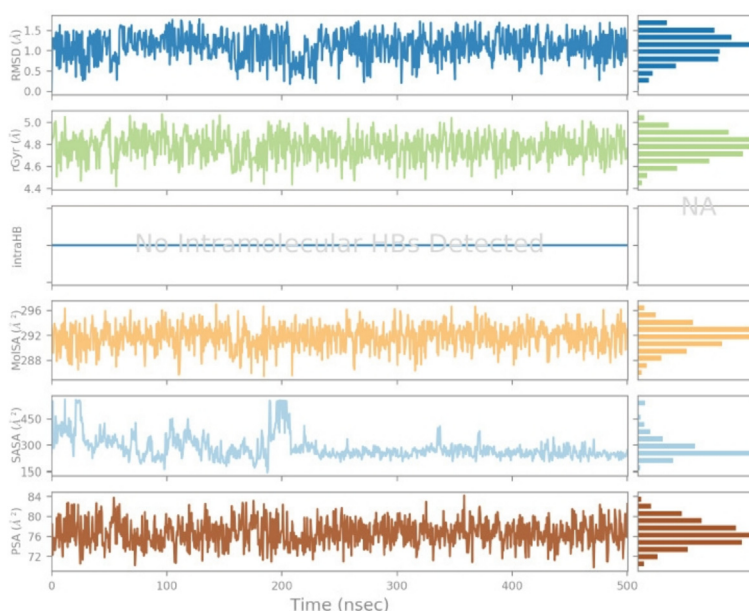 RMSD (Å)
1.5
1.0
0.5
0.0
rGyr (Å)
5.0
4.8
4.6
4.4
intraHB
No Intramolecular HBs Detected
NA
MolSA (Å²)
296
292
288
SASA (Å²)
450
300
150
PSA (Å²)
84
80
76
72
0
100
200
300
400
500
Time (nsec)